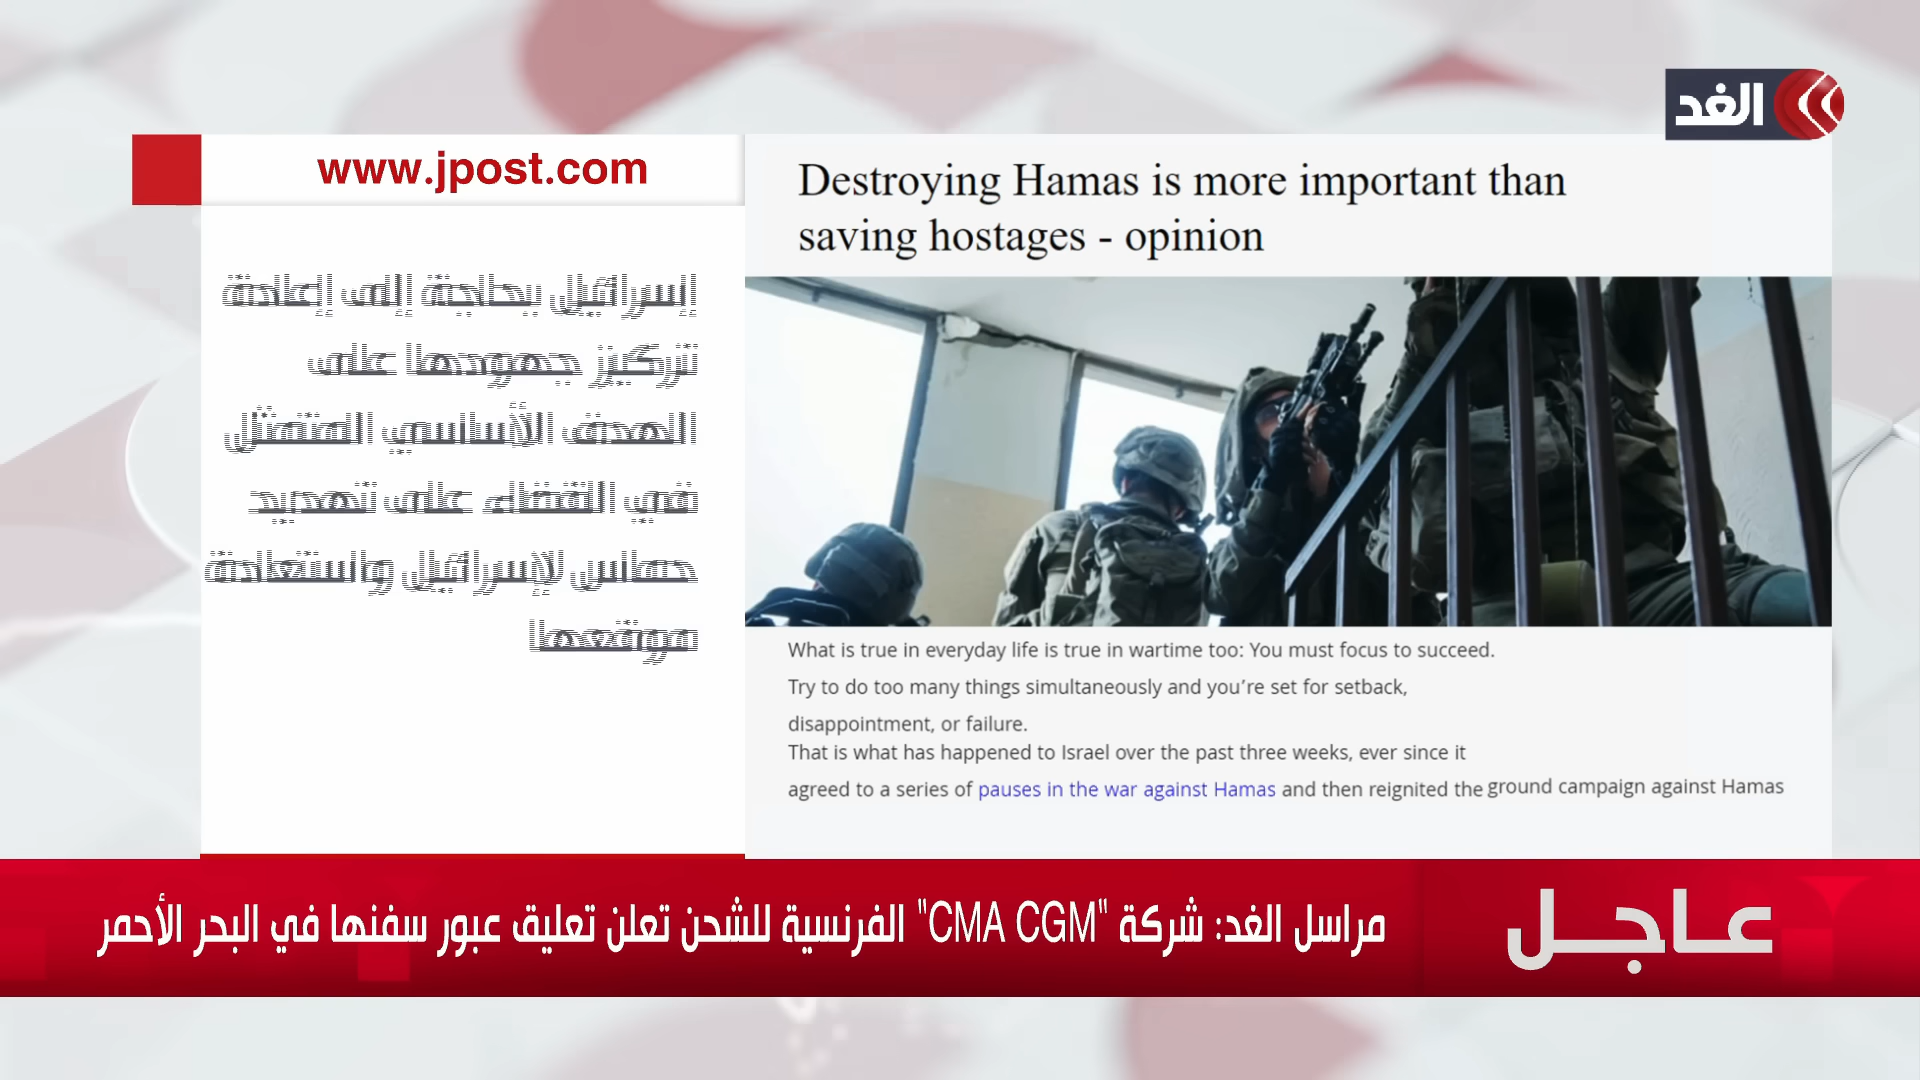 الغد
www.jpost.com
Destroying Hamas is more important than
saving hostages - opinion
إسرائيل بحاجة إلى إعادة
تركيز جهودها على
الهدف الأساسي المتمثل
في القضاء على تهديد
حماس لإسرائيل واستعادة
موقعها
What is true in everyday life is true in wartime too: You must focus to succeed.
Try to do too many things simultaneously and you’re set for setback,
disappointment, or failure.
That is what has happened to Israel over the past three weeks, ever since it
agreed to a series of pauses in the war against Hamas and then reignited the ground campaign against Hamas
عاجل
مراسل الغد: شركة "CMA CGM" الفرنسية للشحن تعلن تعليق عبور سفنها في البحر الأحمر